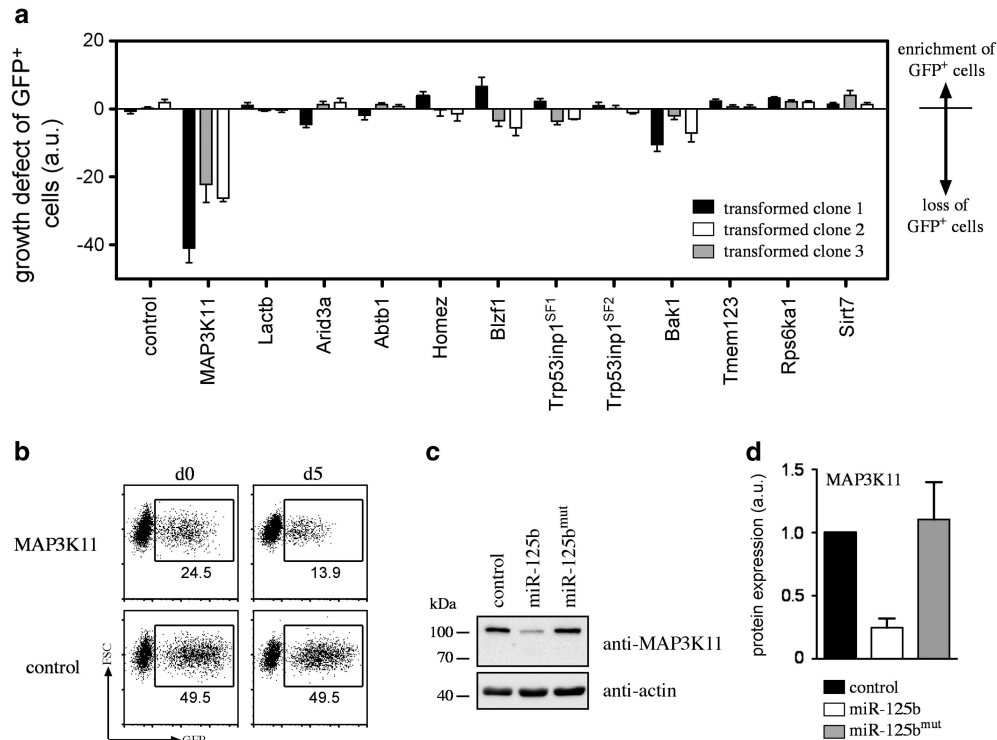 a
growth defect of GFP+
cells (a.u.)
20
0
-20
-40
enrichment of
GFP+ cells
loss of
GFP+ cells
transformed clone 1
transformed clone 2
transformed clone 3
control
MAP3K11
Lactb
Arid3a
Abtb1
Homez
Blzf1
Trp53inp1SF1
Trp53inp1SF2
Bak1
Tmem123
Rps6ka1
Sirt7
b
d0
d5
MAP3K11
24.5
13.9
control
49.5
49.5
FSC
GFP
c
control
miR-125b
miR-125bmut
kDa
100
70
40
anti-MAP3K11
anti-actin
d
MAP3K11
protein expression (a.u.)
1.5
1.0
0.5
0
control
miR-125b
miR-125bmut